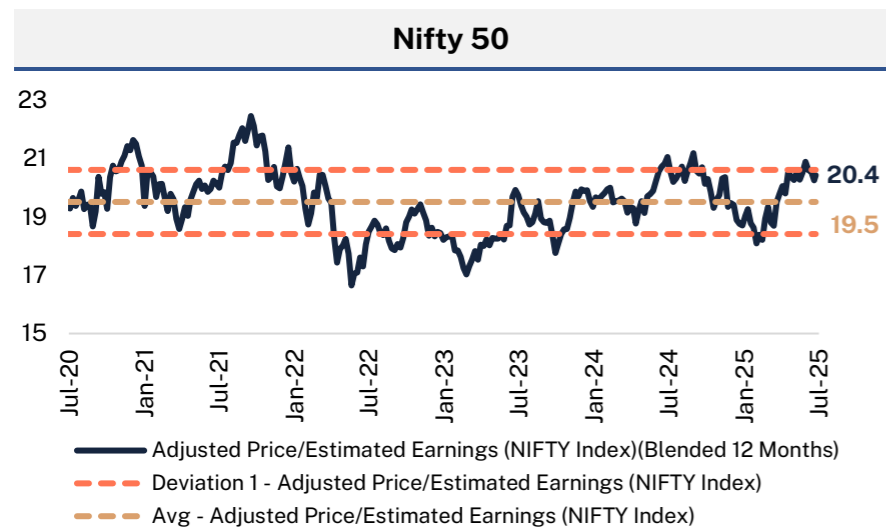 Nifty 50
23
21
19
17
15
20.4
19.5
Jul-20
Jan-21
Jul-21
Jan-22
Jul-22
Jan-23
Jul-23
Jan-24
Jul-24
Jan-25
Jul-25
Adjusted Price/Estimated Earnings (NIFTY Index)(Blended 12 Months)
Deviation 1 - Adjusted Price/Estimated Earnings (NIFTY Index)
Avg - Adjusted Price/Estimated Earnings (NIFTY Index)